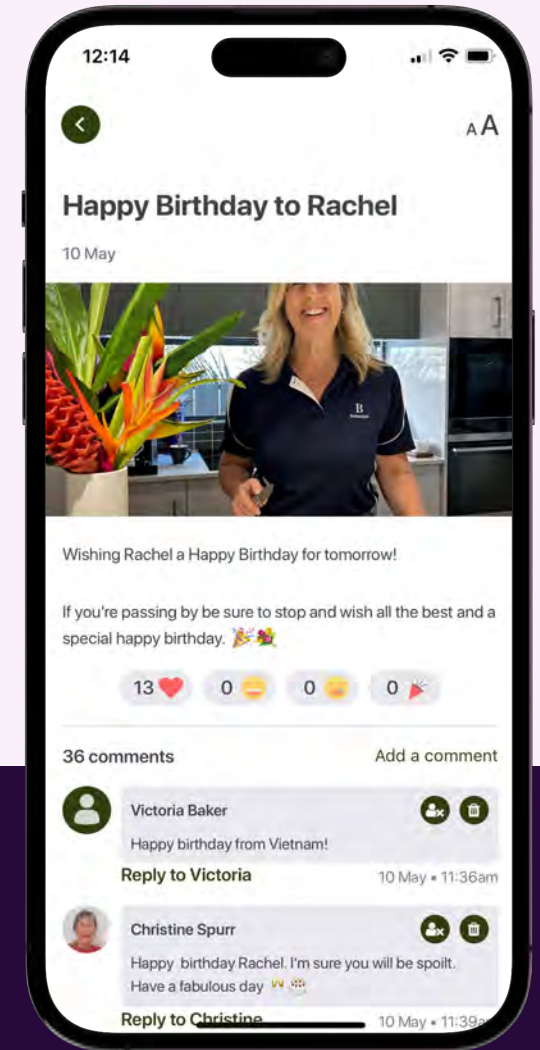 12:14
AA
Happy Birthday to Rachel
10 May
B
Wishing Rachel a Happy Birthday for tomorrow!
If you're passing by be sure to stop and wish all the best and a
special happy birthday. 🎉💐
13 ❤️ 0 😄 0 😢 0 🎉
36 comments Add a comment
Victoria Baker
Happy birthday from Vietnam!
Reply to Victoria 10 May • 11:36am
Christine Spurr
Happy birthday Rachel. I'm sure you will be spoilt.
Have a fabulous day 🥂 🎂
Reply to Christine 10 May • 11:39a